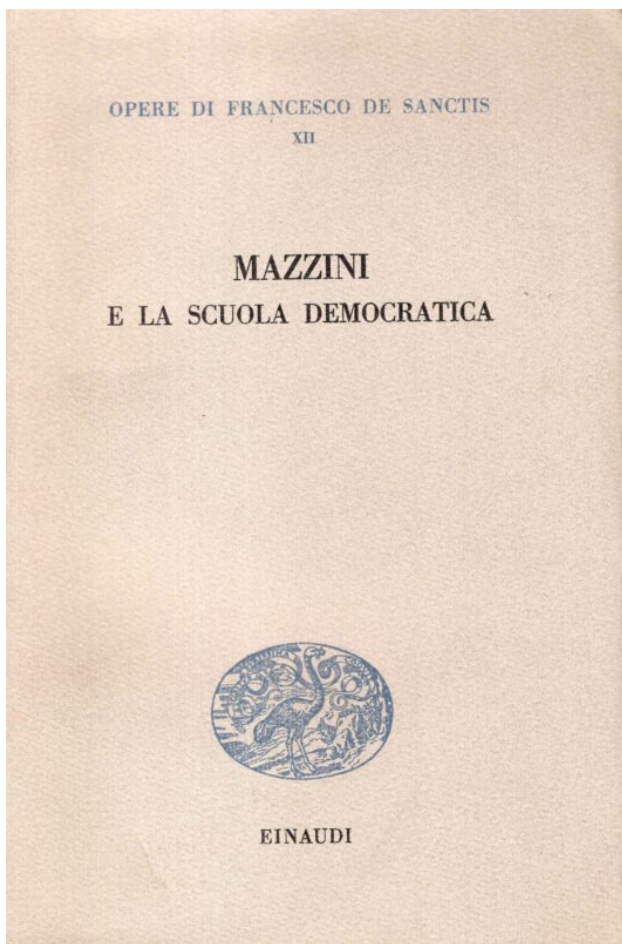 OPERE DI FRANCESCO DE SANCTIS
XII
MAZZINI
E LA SCUOLA DEMOCRATICA
EINAUDI